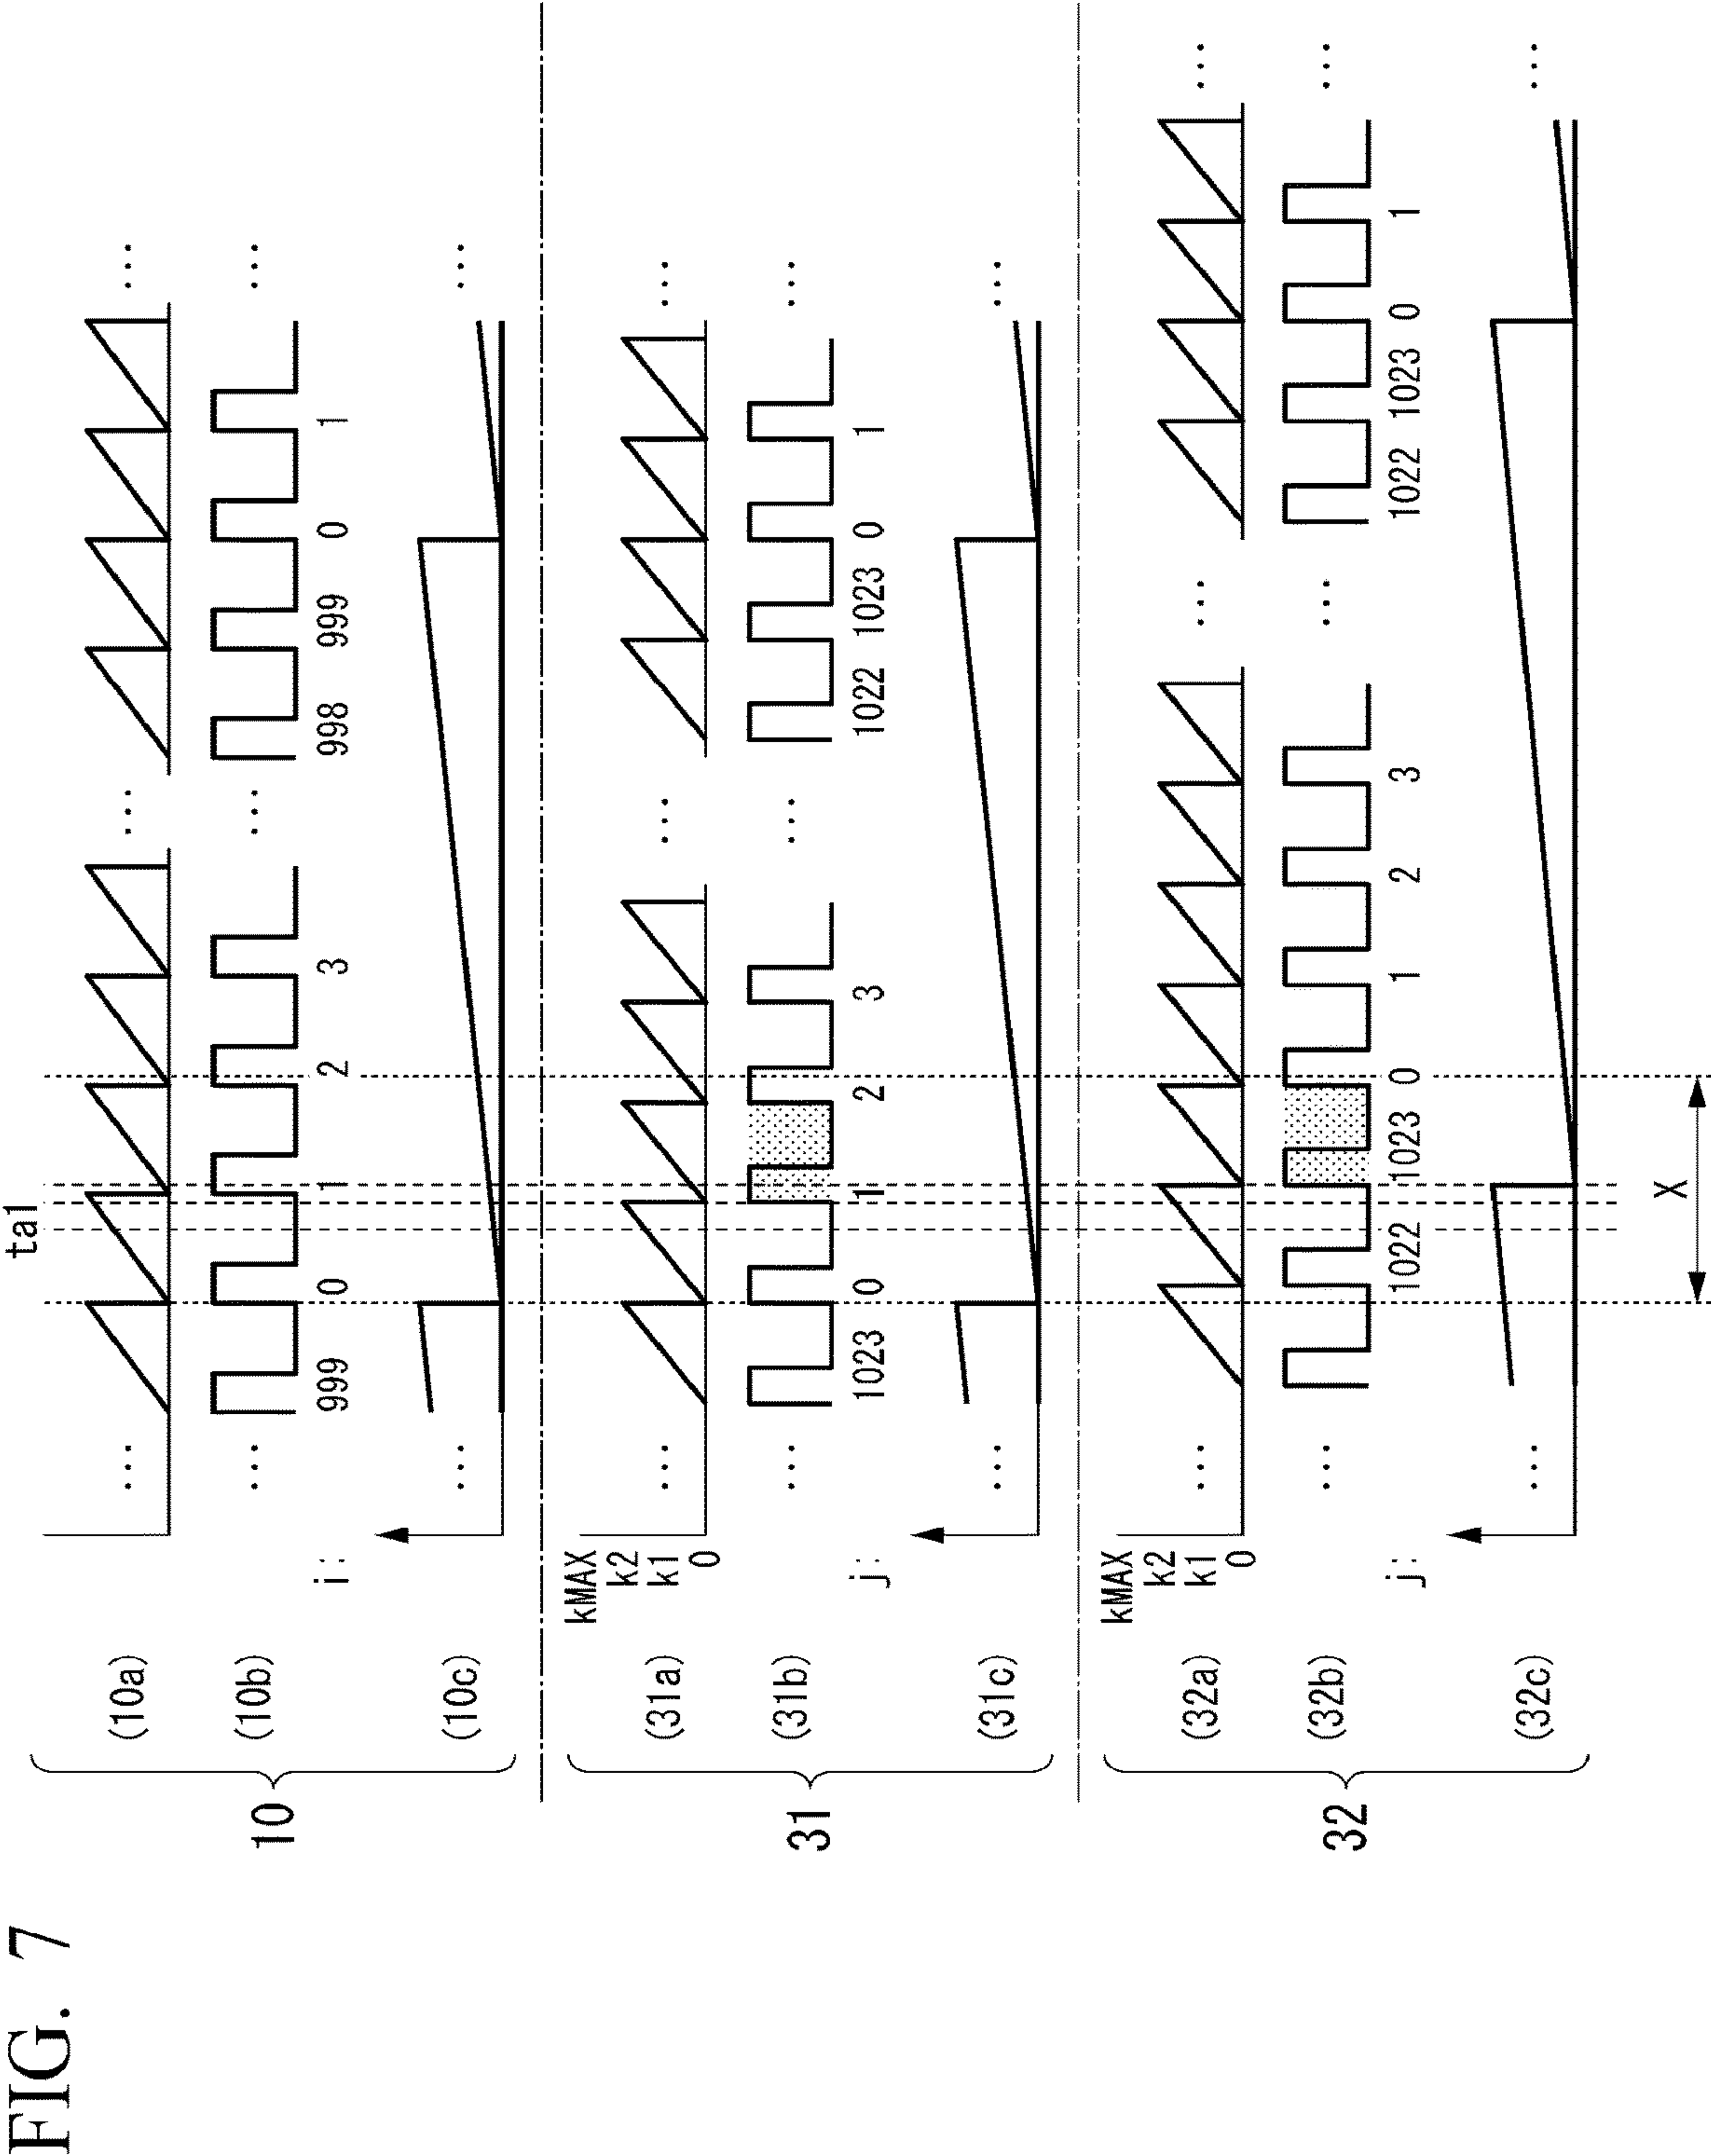 FIG. 7
ta1
10
(10a)
... ... ...
(10b)
... ... ...
i: 999 0 1 2 3 998 999 0 1
(10c)
... ...
31
(31a)
kMAX
k2
k1
0
... ... ...
(31b)
... ... ...
j: 1023 0 1 2 3 1022 1023 0 1
(31c)
... ...
32
(32a)
kMAX
k2
k1
0
... ... ...
(32b)
... ... ...
j: 1022 1023 0 1 2 3 1022 1023 0 1
(32c)
... ...
X